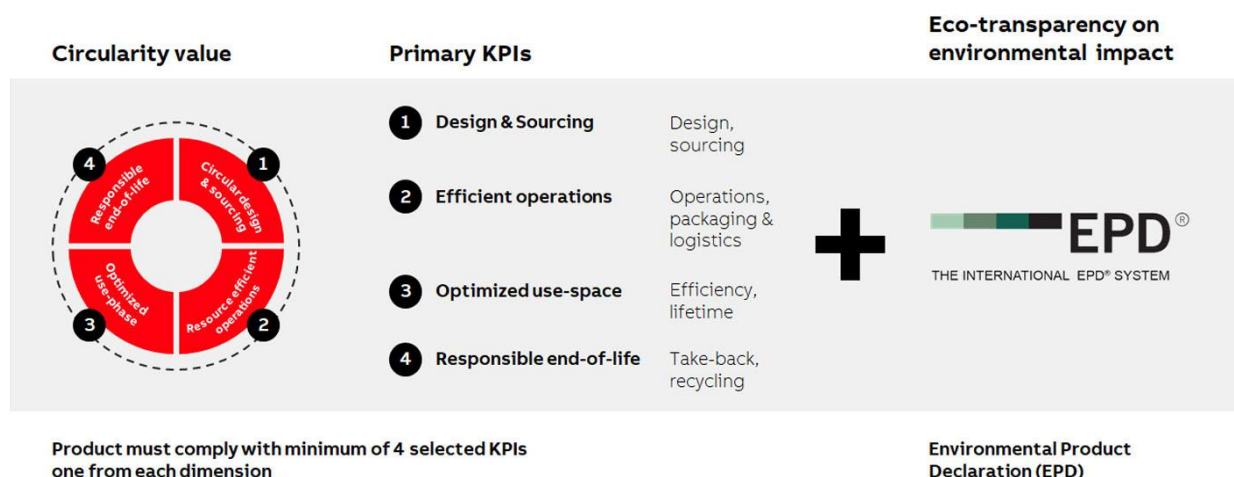 Circularity value
Primary KPIs
Eco-transparency on
environmental impact
4
Responsible
end-of-life
1
Circular design
& sourcing
3
Optimized
use-phase
2
Resource efficient
operations
1 Design & Sourcing
Design,
sourcing
2 Efficient operations
Operations,
packaging &
logistics
3 Optimized use-space
Efficiency,
lifetime
4 Responsible end-of-life
Take-back,
recycling
+
EPD®
THE INTERNATIONAL EPD® SYSTEM
Product must comply with minimum of 4 selected KPIs
one from each dimension
Environmental Product
Declaration (EPD)